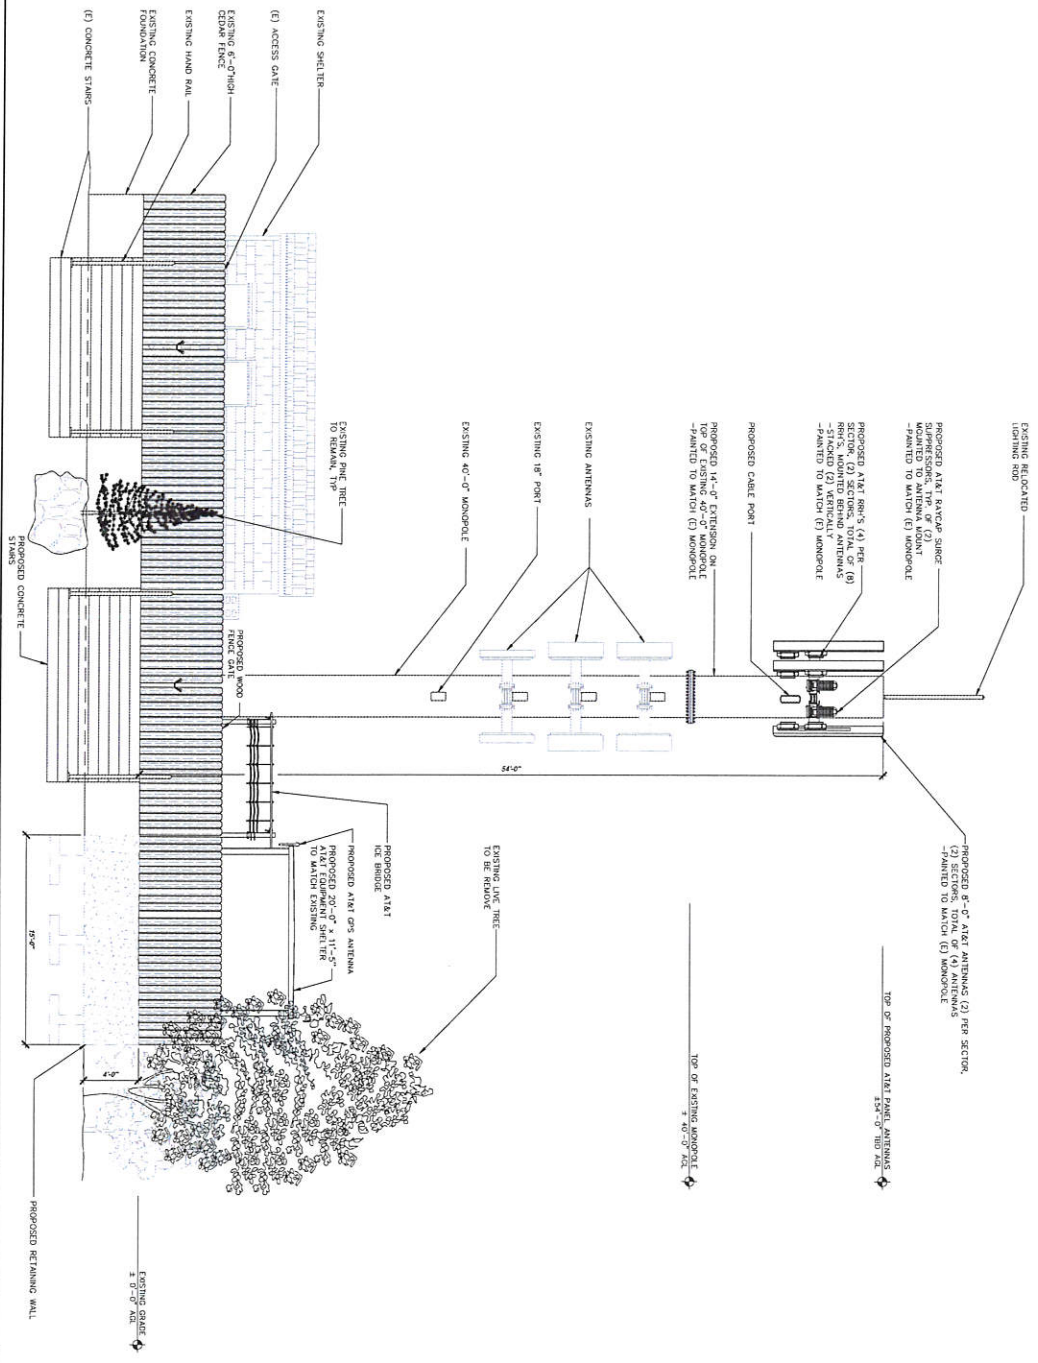 EXISTING RELOCATED
LIGHTING ROD
PROPOSED AT&T RAYCAP SURGE
SUPPRESSORS, TYP. OF (2)
MOUNTED TO ANTENNA MOUNT
-PAINTED TO MATCH (E) MONOPOLE
PROPOSED AT&T RRH'S (4) PER
SECTOR, (2) SECTORS, TOTAL OF (8)
RRH'S, MOUNTED BEHIND ANTENNAS
-STACKED (2) VERTICALLY
-PAINTED TO MATCH (E) MONOPOLE
PROPOSED CABLE PORT
PROPOSED 14'-0" EXTENSION ON
TOP OF EXISTING 40'-0" MONOPOLE
-PAINTED TO MATCH (E) MONOPOLE
EXISTING ANTENNAS
EXISTING 18" PORT
EXISTING 40'-0" MONOPOLE
EXISTING PINE TREE
TO REMAIN, TYP
EXISTING SHELTER
(E) ACCESS GATE
EXISTING 6'-0"HIGH
CEDAR FENCE
EXISTING HAND RAIL
EXISTING CONCRETE
FOUNDATION
(E) CONCRETE STAIRS
PROPOSED CONCRETE
STAIRS
PROPOSED WOOD
FENCE GATE
54'-0"
PROPOSED 8'-0" AT&T ANTENNAS (2) PER SECTOR,
(2) SECTORS, TOTAL OF (4) ANTENNAS
-PAINTED TO MATCH (E) MONOPOLE
TOP OF PROPOSED AT&T PANEL ANTENNAS
±54'-0" TBD AGL
TOP OF EXISTING MONOPOLE
± 40'-0" AGL
EXISTING LIVE TREE
TO BE REMOVE
PROPOSED AT&T
ICE BRIDGE
PROPOSED AT&T GPS ANTENNA
PROPOSED 20'-0" x 11'-5"
AT&T EQUIPMENT SHELTER
TO MATCH EXISTING
15'-0"
4'-0"
PROPOSED RETAINING WALL
EXISTING GRADE
± 0'-0" AGL